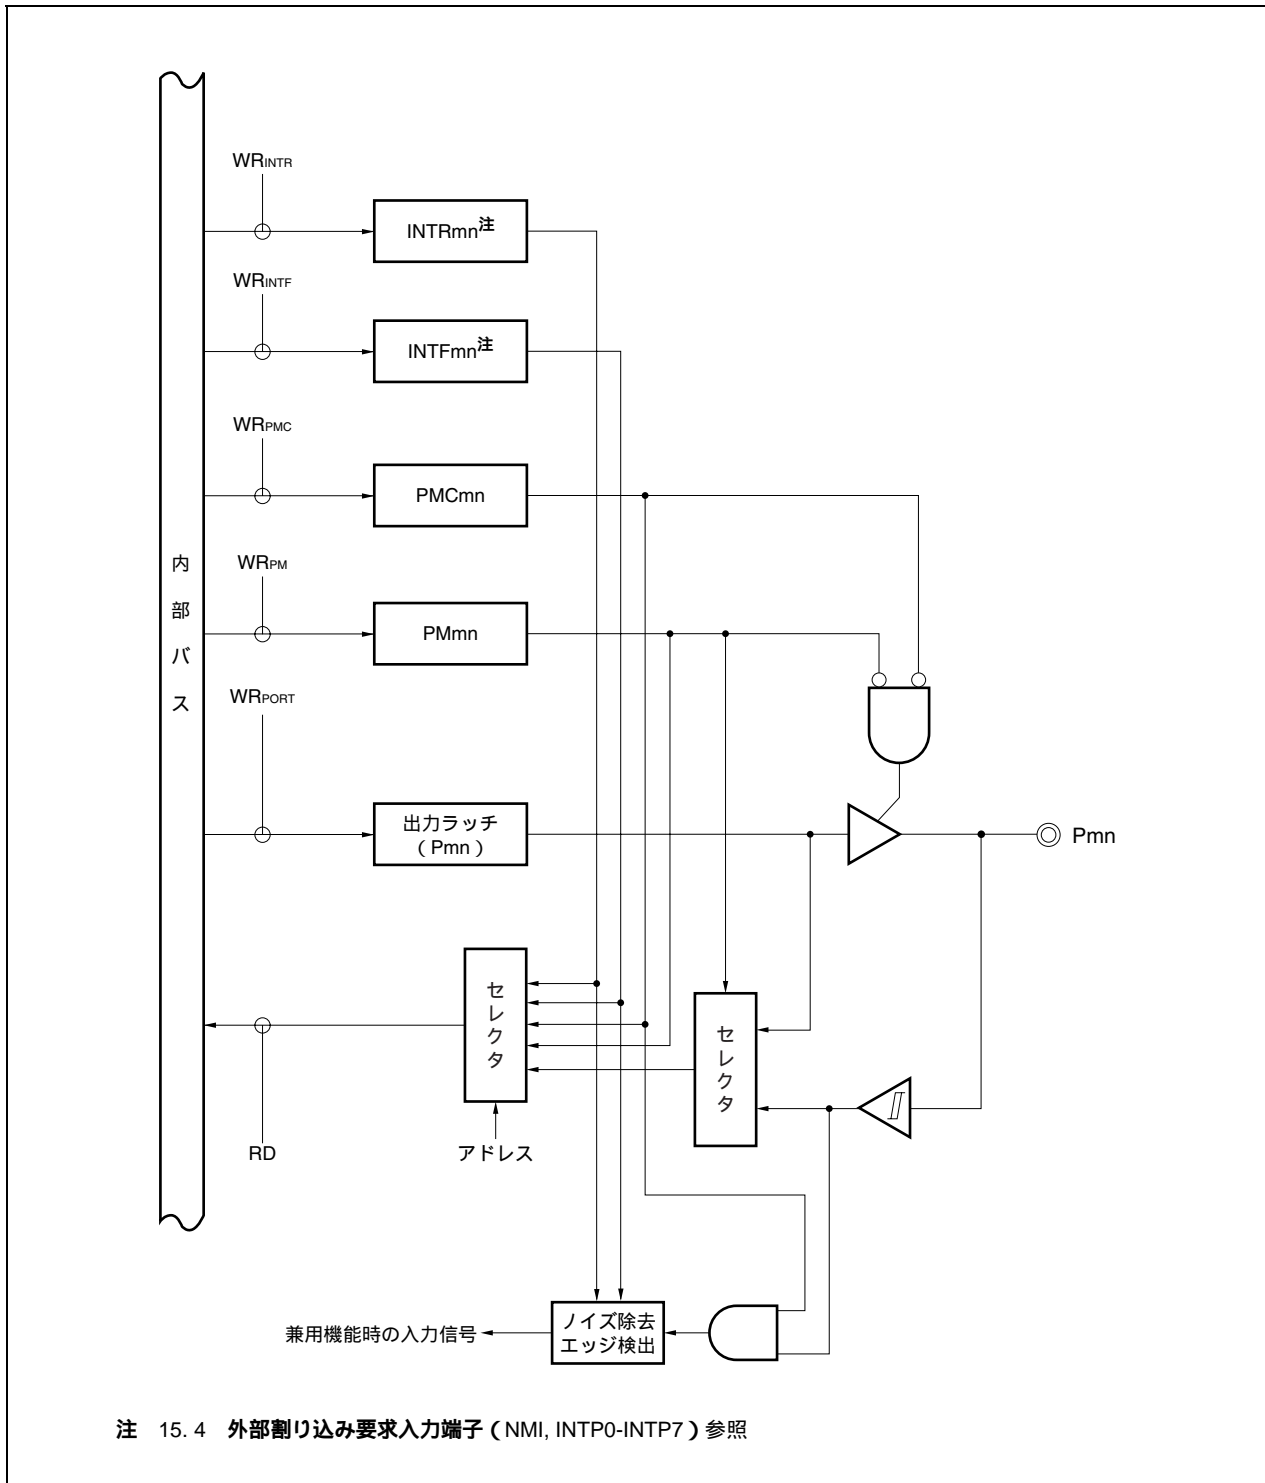 WRINTR
INTRmn注
WRINTF
INTFmn注
WRPMC
PMCmn
内部バス
WRPM
PMmn
WRPORT
出力ラッチ
(Pmn)
Pmn
セレクタ
セレクタ
RD
アドレス
兼用機能時の入力信号
ノイズ除去
エッジ検出
注 15. 4 外部割り込み要求入力端子(NMI, INTP0-INTP7)参照